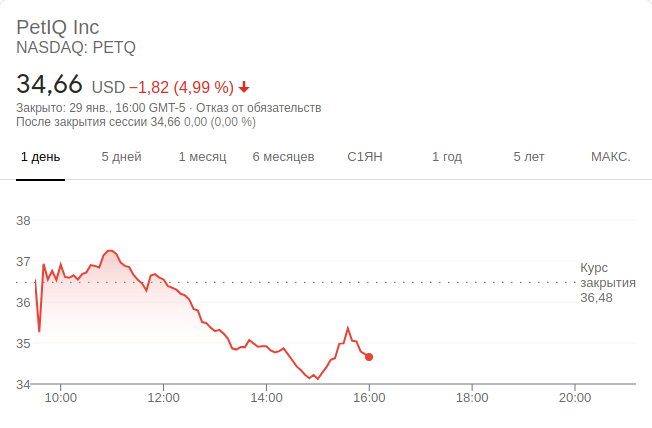 PetIQ Inc
NASDAQ: PETQ
34,66 USD −1,82 (4,99 %)
Закрыто: 29 янв., 16:00 GMT-5 · Отказ от обязательств
После закрытия сессии 34,66 0,00 (0,00 %)
1 день 5 дней 1 месяц 6 месяцев С1ЯН 1 год 5 лет МАКС.
38
37
Курс
закрытия
36,48
36
35
34
10:00 12:00 14:00 16:00 18:00 20:00